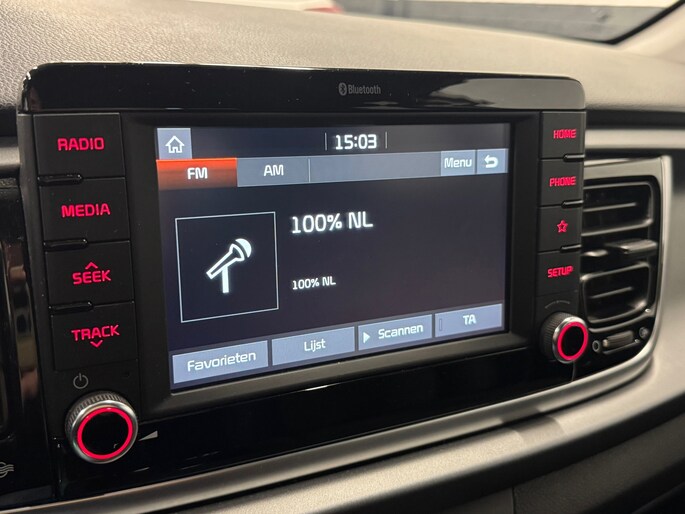 Bluetooth
15:03
FM
AM
Menu
100% NL
100% NL
Favorieten
Lijst
Scannen
TA
RADIO
MEDIA
SEEK
TRACK
HOME
PHONE
SETUP